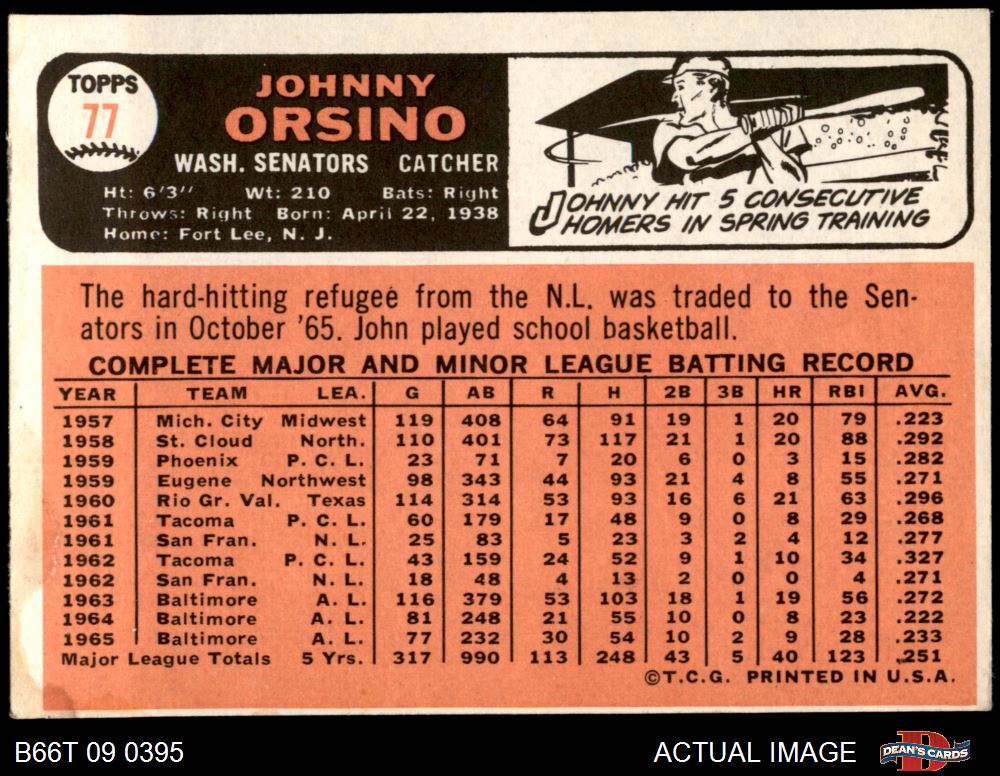 TOPPS
77
JOHNNY
ORSINO
WASH. SENATORS CATCHER
Ht: 6'3" Wt: 210 Bats: Right
Throws: Right Born: April 22, 1938
Home: Fort Lee, N. J.
JOHNNY HIT 5 CONSECUTIVE
HOMERS IN SPRING TRAINING
The hard-hitting refugee from the N.L. was traded to the Sen-
ators in October '65. John played school basketball.
COMPLETE MAJOR AND MINOR LEAGUE BATTING RECORD
YEAR TEAM LEA. G AB R H 2B 3B HR RBI AVG.
1957 Mich. City Midwest 119 408 64 91 19 1 20 79 .223
1958 St. Cloud North. 110 401 73 117 21 1 20 88 .292
1959 Phoenix P. C. L. 23 71 7 20 6 0 3 15 .282
1959 Eugene Northwest 98 343 44 93 21 4 8 55 .271
1960 Rio Gr. Val. Texas 114 314 53 93 16 6 21 63 .296
1961 Tacoma P. C. L. 60 179 17 48 9 0 8 29 .268
1961 San Fran. N. L. 25 83 5 23 3 2 4 12 .277
1962 Tacoma P. C. L. 43 159 24 52 9 1 10 34 .327
1962 San Fran. N. L. 18 48 4 13 2 0 0 4 .271
1963 Baltimore A. L. 116 379 53 103 18 1 19 56 .272
1964 Baltimore A. L. 81 248 21 55 10 0 8 23 .222
1965 Baltimore A. L. 77 232 30 54 10 2 9 28 .233
Major League Totals 5 Yrs. 317 990 113 248 43 5 40 123 .251
©T.C.G. PRINTED IN U.S.A.
B66T 09 0395 ACTUAL IMAGE DEAN'S CARDS